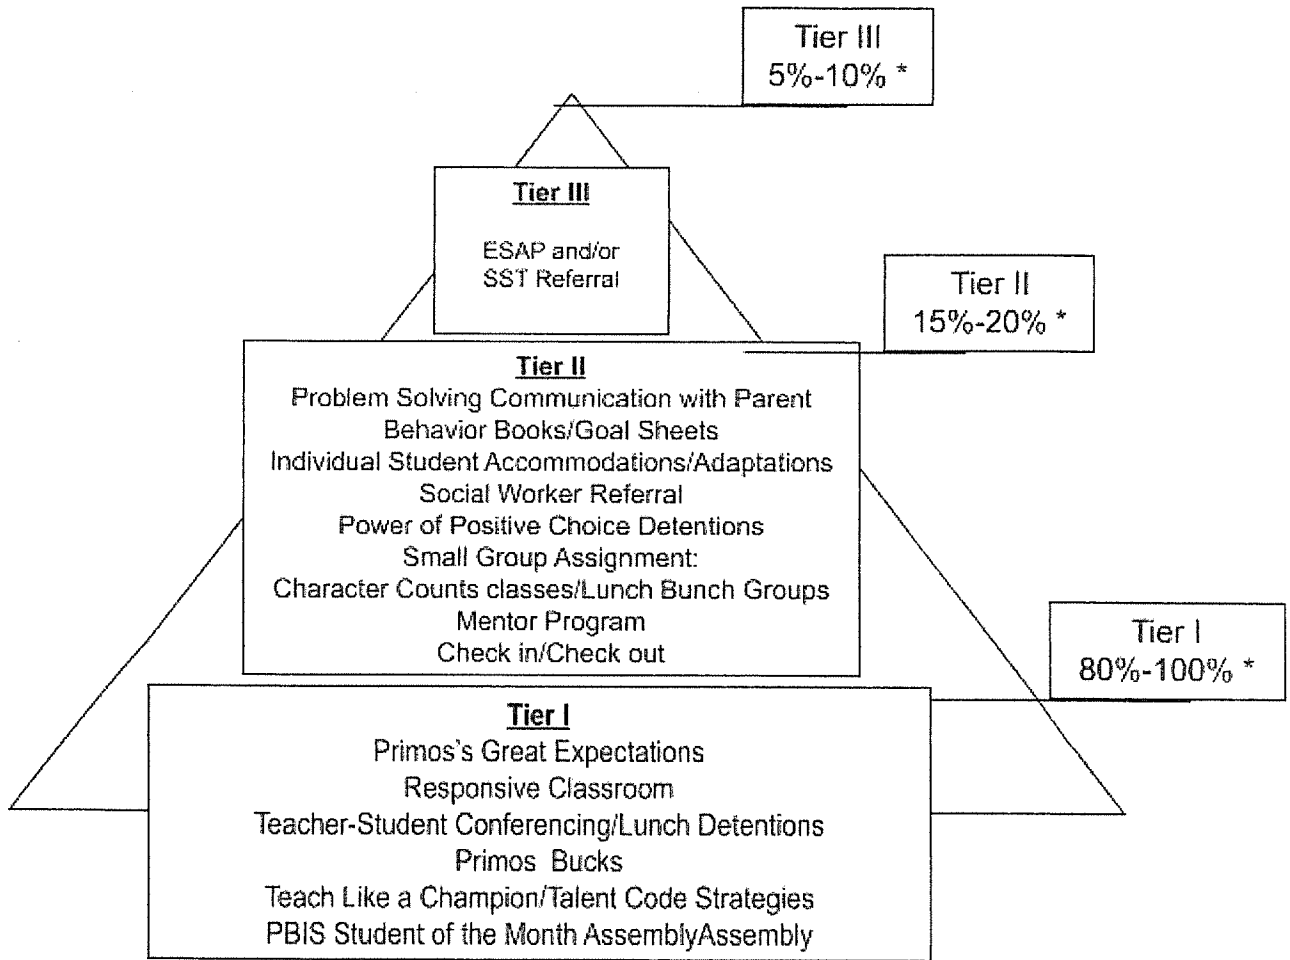 Tier III
5%-10% *
Tier III
ESAP and/or
SST Referral
Tier II
15%-20% *
Tier II
Problem Solving Communication with Parent
Behavior Books/Goal Sheets
Individual Student Accommodations/Adaptations
Social Worker Referral
Power of Positive Choice Detentions
Small Group Assignment:
Character Counts classes/Lunch Bunch Groups
Mentor Program
Check in/Check out
Tier I
80%-100% *
Tier I
Primos's Great Expectations
Responsive Classroom
Teacher-Student Conferencing/Lunch Detentions
Primos Bucks
Teach Like a Champion/Talent Code Strategies
PBIS Student of the Month AssemblyAssembly